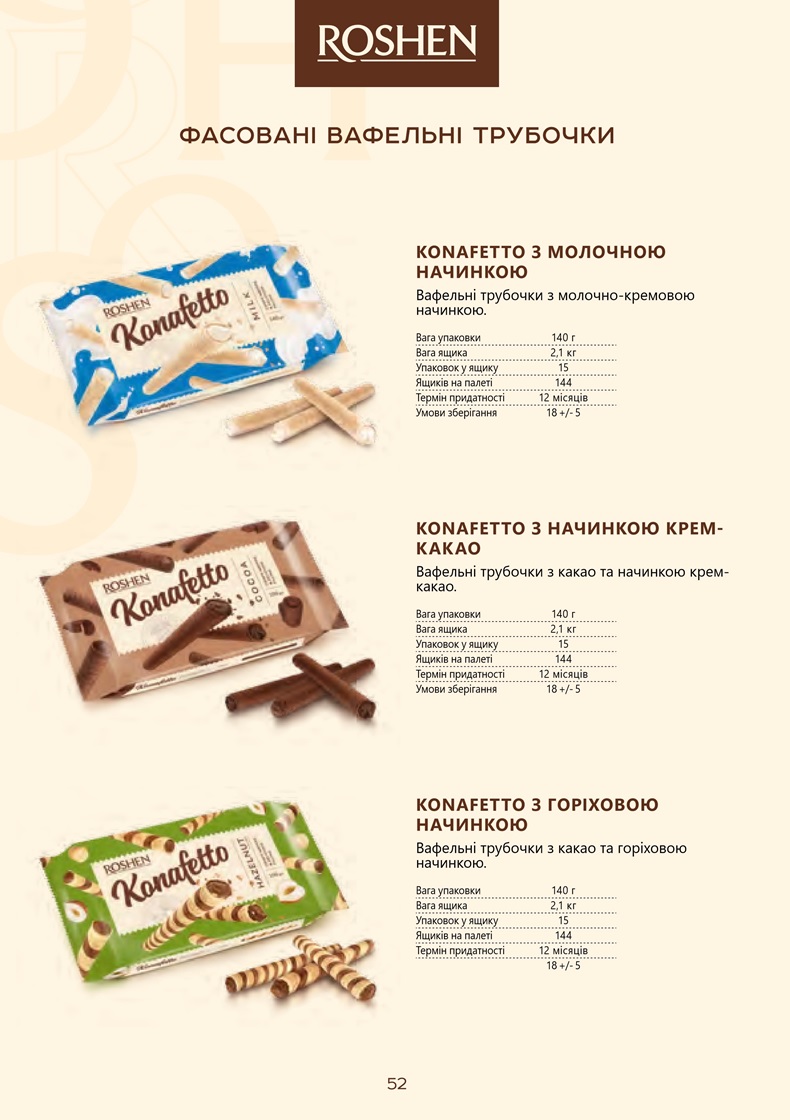 ROSHEN
ФАСОВАНІ ВАФЕЛЬНІ ТРУБОЧКИ
KONAFETTO З МОЛОЧНОЮ
НАЧИНКОЮ
Вафельні трубочки з молочно-кремовою
начинкою.
Вага упаковки 140 г
Вага ящика 2,1 кг
Упаковок у ящику 15
Ящиків на палеті 144
Термін придатності 12 місяців
Умови зберігання 18 +/- 5
ROSHEN
Konafetto
MILK
KONAFETTO З НАЧИНКОЮ КРЕМ-
КАКАО
Вафельні трубочки з какао та начинкою крем-
какао.
Вага упаковки 140 г
Вага ящика 2,1 кг
Упаковок у ящику 15
Ящиків на палеті 144
Термін придатності 12 місяців
Умови зберігання 18 +/- 5
ROSHEN
Konafetto
COCOA
KONAFETTO З ГОРІХОВОЮ
НАЧИНКОЮ
Вафельні трубочки з какао та горіховою
начинкою.
Вага упаковки 140 г
Вага ящика 2,1 кг
Упаковок у ящику 15
Ящиків на палеті 144
Термін придатності 12 місяців
18 +/- 5
ROSHEN
Konafetto
HAZELNUT
52